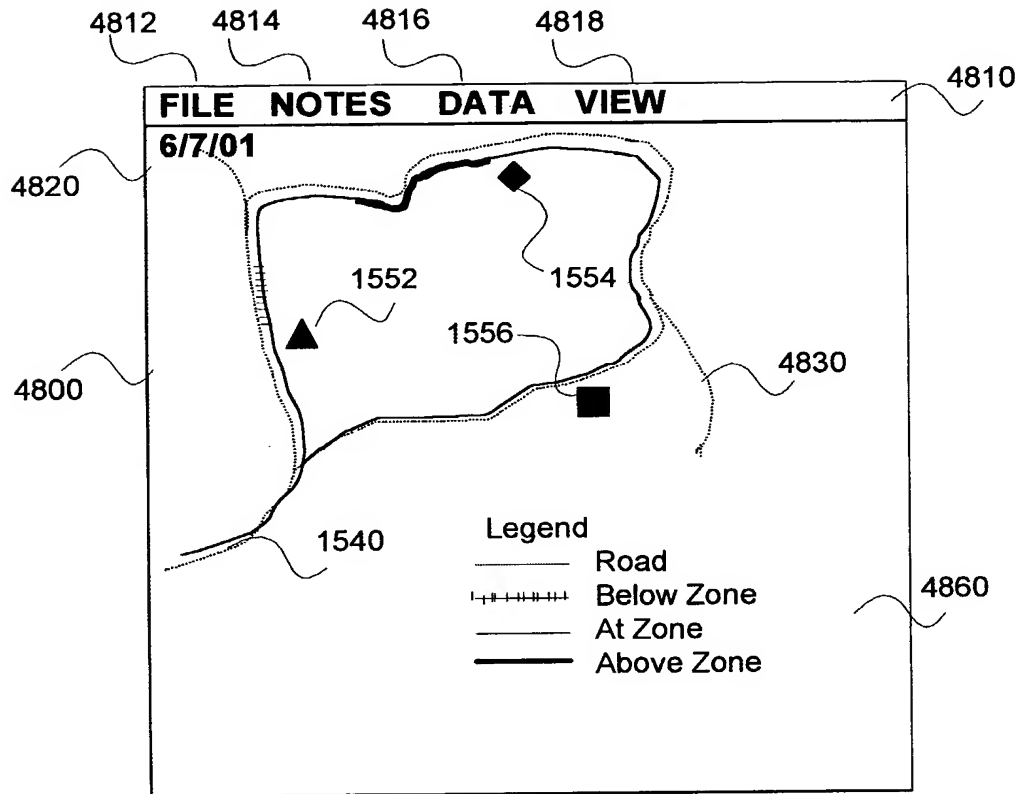 4812 4814 4816 4818
FILE NOTES DATA VIEW 4810
6/7/01
4820
1552 1554
1556
4800 4830
1540
Legend
Road
Below Zone 4860
At Zone
Above Zone